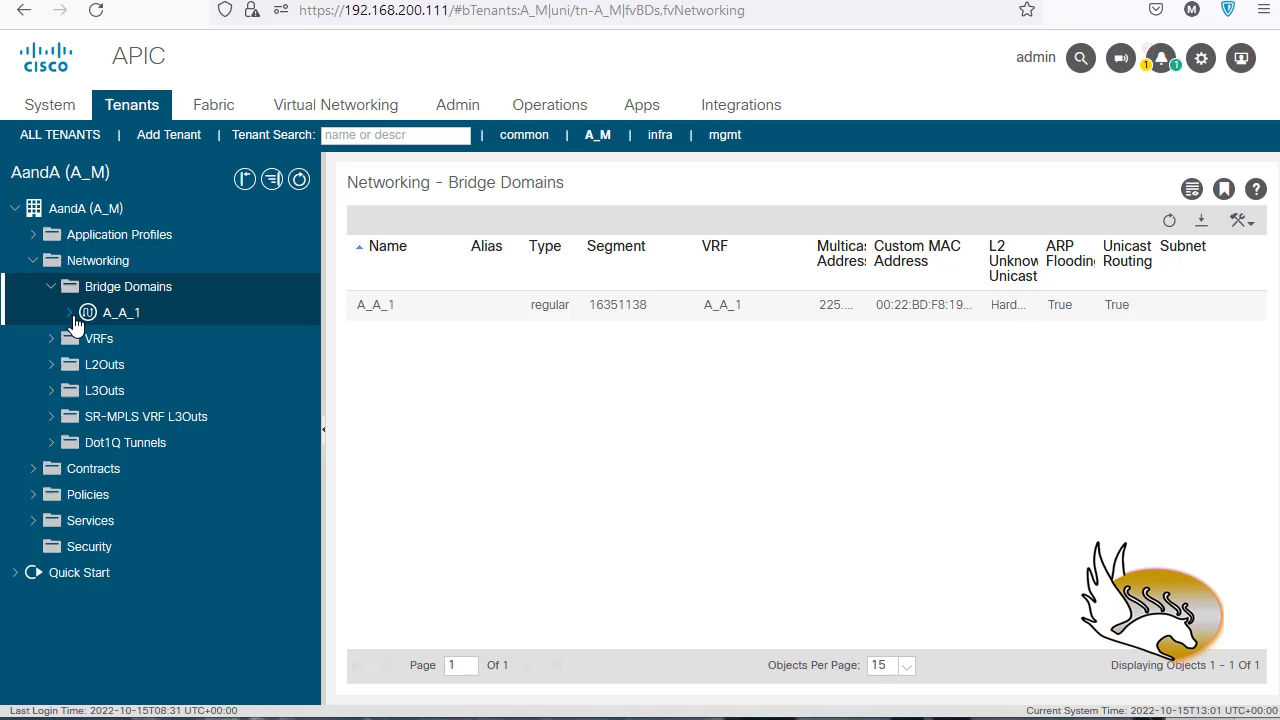 https://192.168.200.111/#bTenants:A_M|uni/tn-A_M|fvBDs,fvNetworking
M
CISCO
APIC
admin
1
1
System Tenants Fabric Virtual Networking Admin Operations Apps Integrations
ALL TENANTS | Add Tenant | Tenant Search: name or descr | common | A_M | infra | mgmt
AandA (A_M)
AandA (A_M)
Application Profiles
Networking
Bridge Domains
A_A_1
VRFs
L2Outs
L3Outs
SR-MPLS VRF L3Outs
Dot1Q Tunnels
Contracts
Policies
Services
Security
Quick Start
Networking - Bridge Domains
Name Alias Type Segment VRF Multicas Address Custom MAC Address L2 Unknow Unicast ARP Flooding Unicast Routing Subnet
A_A_1 regular 16351138 A_A_1 225.... 00:22:BD:F8:19... Hard... True True
Page 1 Of 1 Objects Per Page: 15 Displaying Objects 1 - 1 Of 1
Last Login Time: 2022-10-15T08:31 UTC+00:00 Current System Time: 2022-10-15T13:01 UTC+00:00